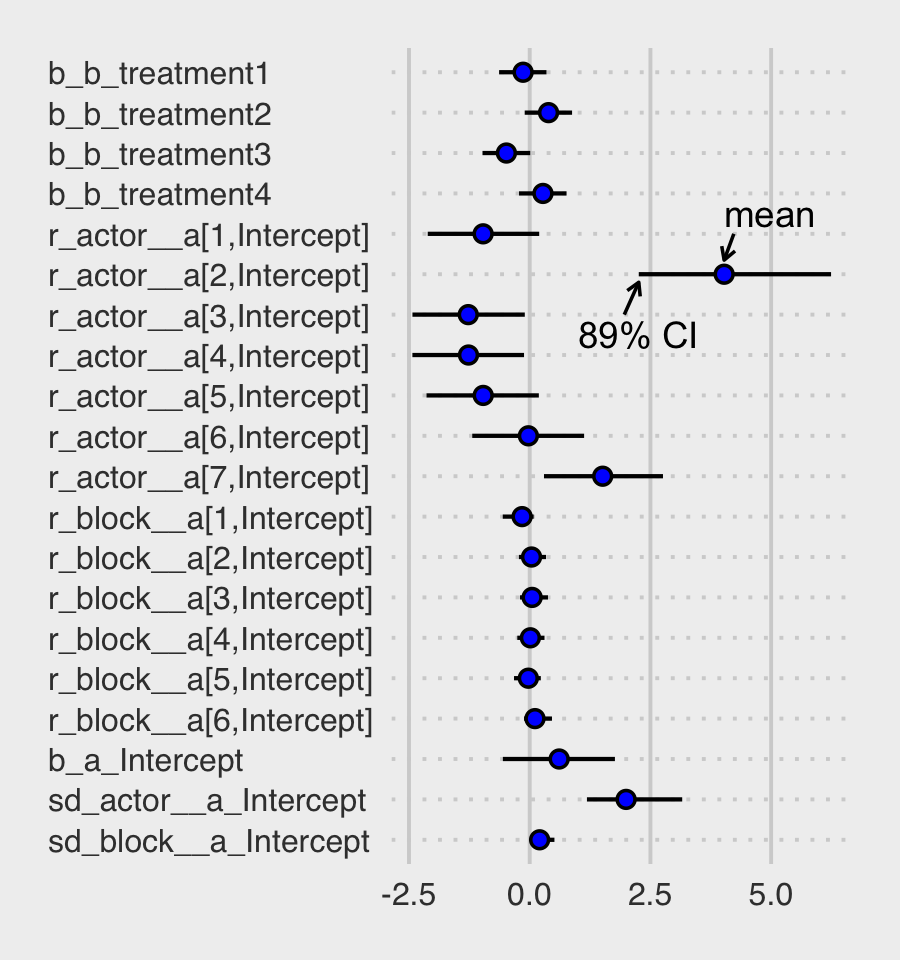 b_b_treatment1
b_b_treatment2
b_b_treatment3
b_b_treatment4
r_actor__a[1,Intercept]
mean
r_actor__a[2,Intercept]
r_actor__a[3,Intercept]
89% CI
r_actor__a[4,Intercept]
r_actor__a[5,Intercept]
r_actor__a[6,Intercept]
r_actor__a[7,Intercept]
r_block__a[1,Intercept]
r_block__a[2,Intercept]
r_block__a[3,Intercept]
r_block__a[4,Intercept]
r_block__a[5,Intercept]
r_block__a[6,Intercept]
b_a_Intercept
sd_actor__a_Intercept
sd_block__a_Intercept
-2.5 0.0 2.5 5.0